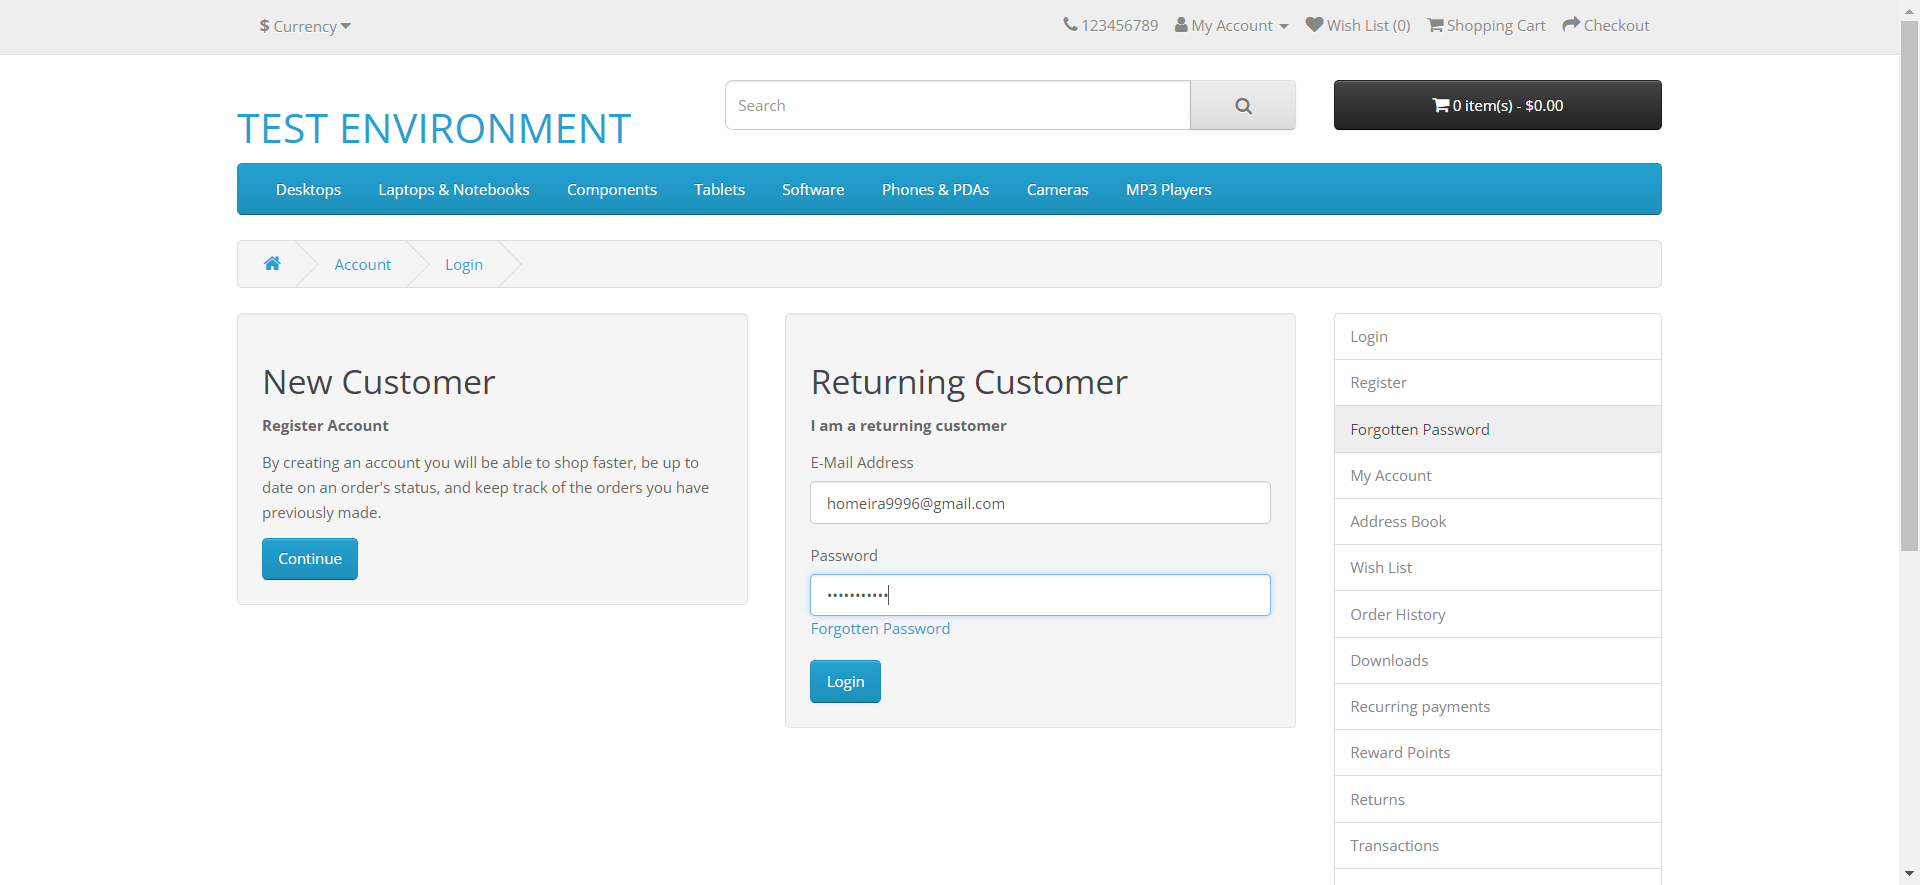 $ Currency
123456789 My Account Wish List (0) Shopping Cart Checkout
TEST ENVIRONMENT
Search
0 item(s) - $0.00
Desktops Laptops & Notebooks Components Tablets Software Phones & PDAs Cameras MP3 Players
Account Login
New Customer
Register Account
By creating an account you will be able to shop faster, be up to
date on an order's status, and keep track of the orders you have
previously made.
Continue
Returning Customer
I am a returning customer
E-Mail Address
homeira9996@gmail.com
Password
•••••••••••
Forgotten Password
Login
Login
Register
Forgotten Password
My Account
Address Book
Wish List
Order History
Downloads
Recurring payments
Reward Points
Returns
Transactions